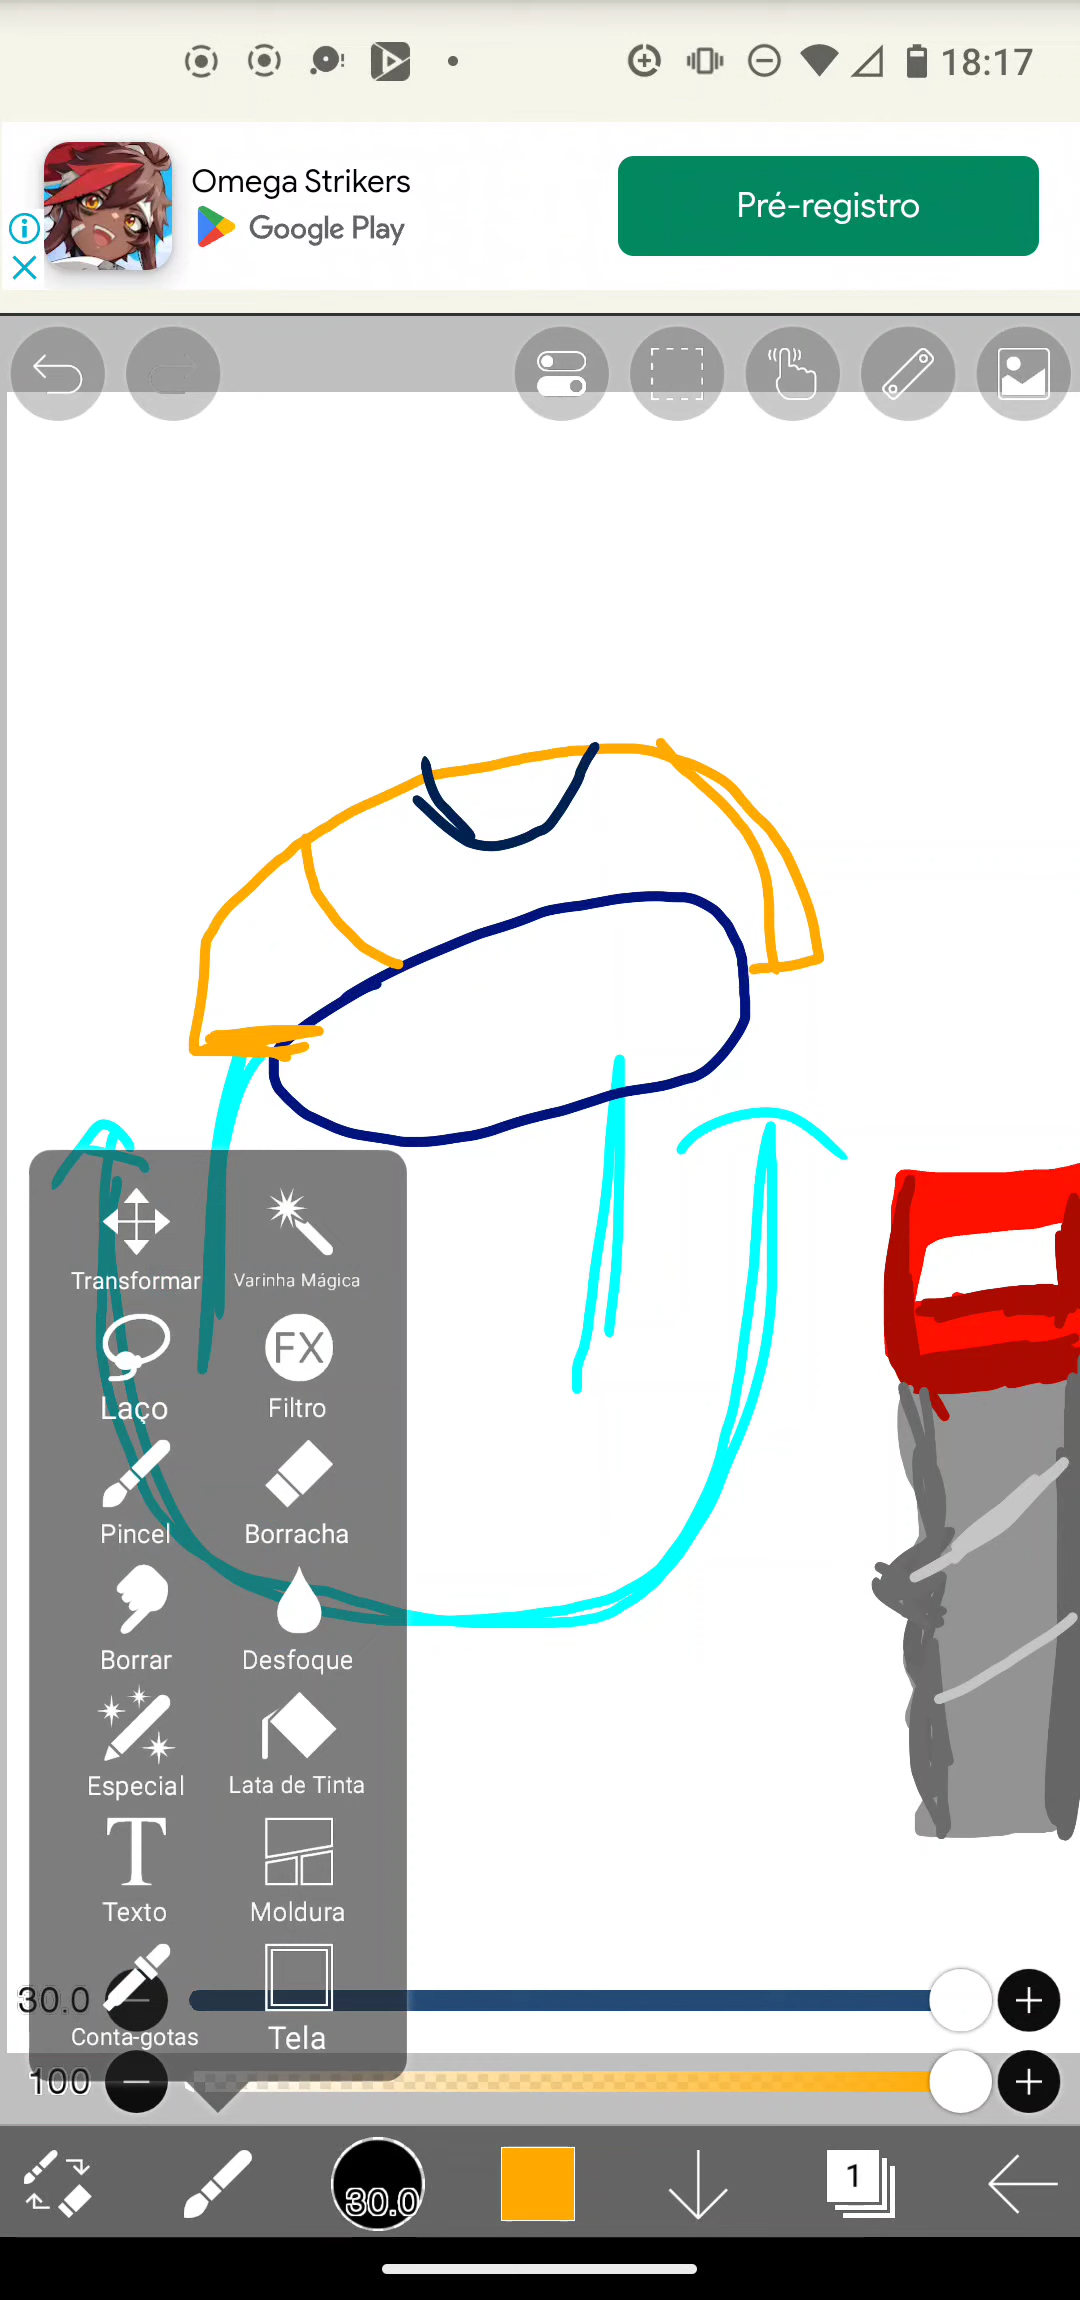 18:17
Omega Strikers
Google Play
Pré-registro
Transformar
Varinha Mágica
Laço
FX
Filtro
Pincel
Borracha
Borrar
Desfoque
Especial
Lata de Tinta
T
Texto
Moldura
30.0
Conta-gotas
Tela
100
30.0
1